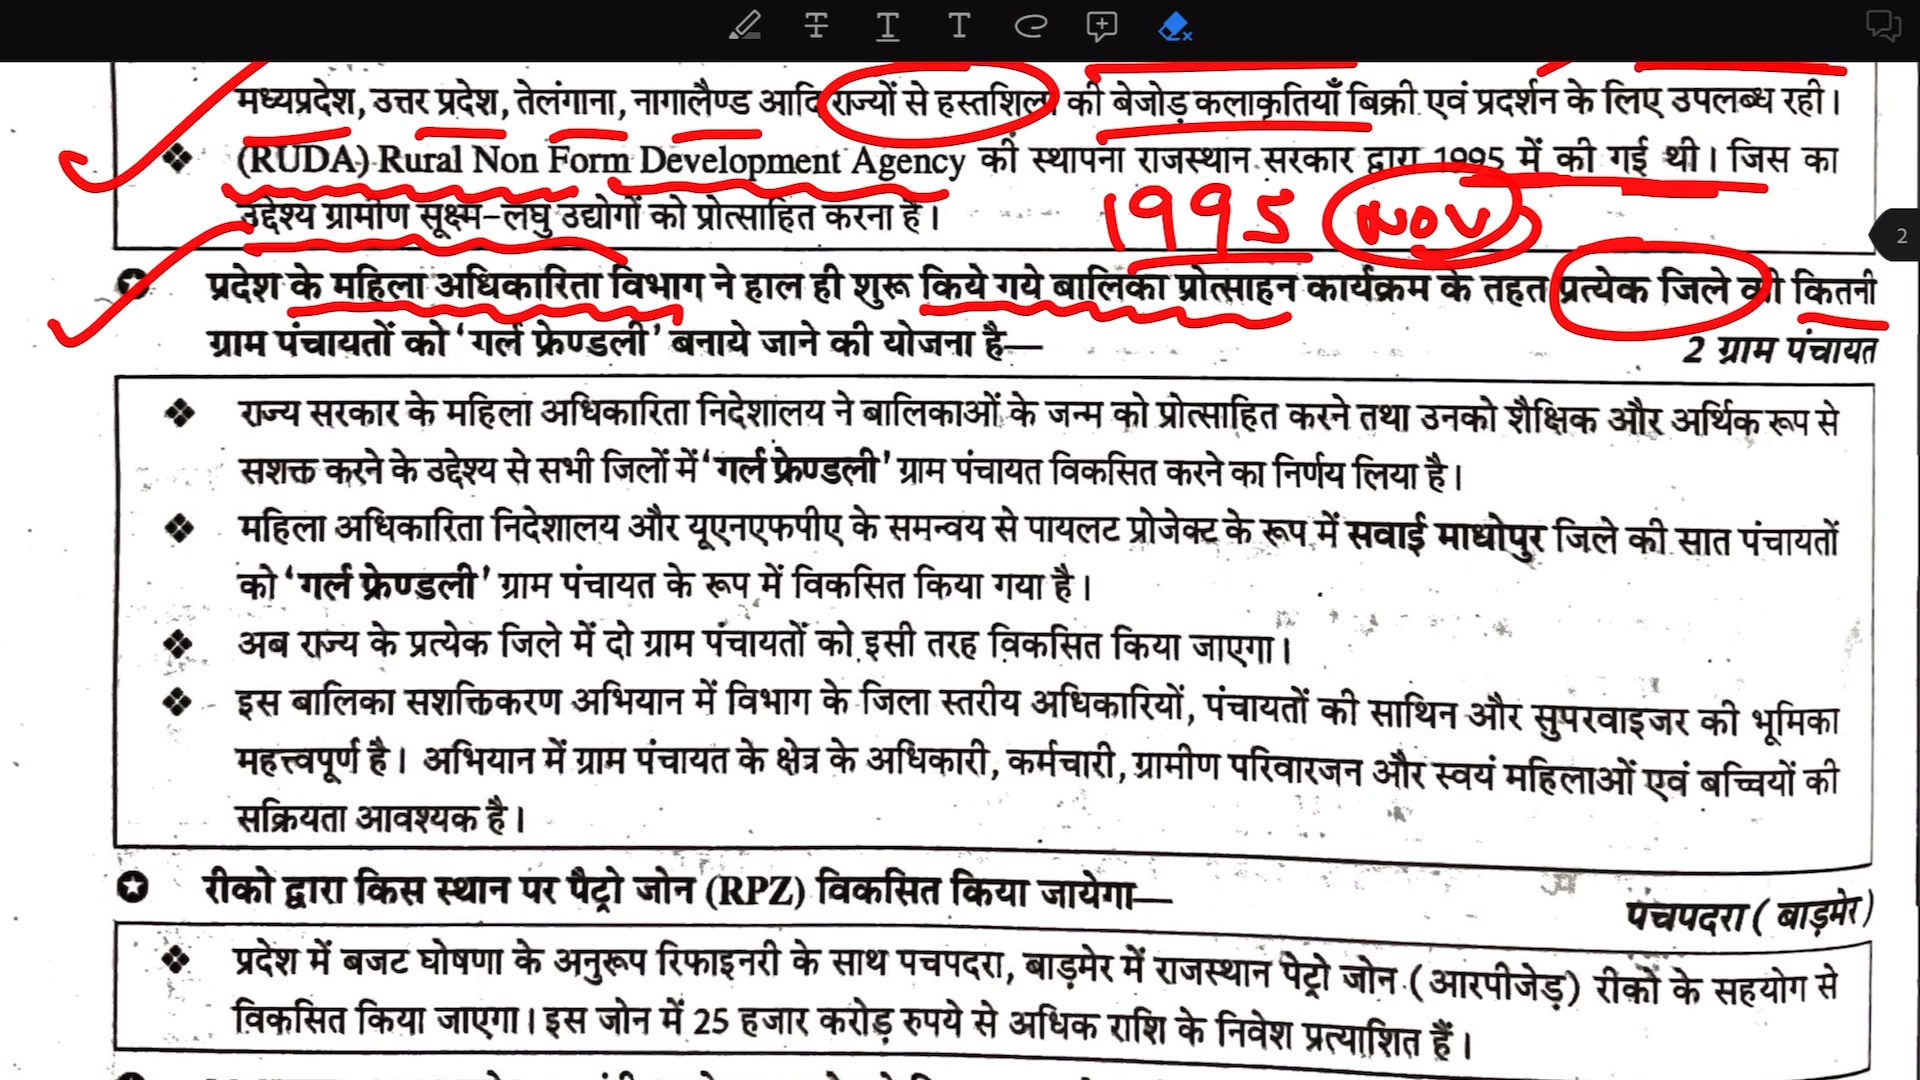 मध्यप्रदेश, उत्तर प्रदेश, तेलंगाना, नागालैण्ड आदि राज्यों से हस्तशिल्प की बेजोड़ कलाकृतियाँ बिक्री एवं प्रदर्शन के लिए उपलब्ध रही।
❖ (RUDA) Rural Non Form Development Agency की स्थापना राजस्थान सरकार द्वारा 1995 में की गई थी। जिस का
उद्देश्य ग्रामीण सूक्ष्म-लघु उद्योगों को प्रोत्साहित करना है।
1995 NOV
2
प्रदेश के महिला अधिकारिता विभाग ने हाल ही शुरू किये गये बालिका प्रोत्साहन कार्यक्रम के तहत प्रत्येक जिले की कितनी
ग्राम पंचायतों को 'गर्ल फ्रेण्डली' बनाये जाने की योजना है—
2 ग्राम पंचायत
❖ राज्य सरकार के महिला अधिकारिता निदेशालय ने बालिकाओं के जन्म को प्रोत्साहित करने तथा उनको शैक्षिक और अर्थिक रूप से
सशक्त करने के उद्देश्य से सभी जिलों में 'गर्ल फ्रेण्डली' ग्राम पंचायत विकसित करने का निर्णय लिया है।
❖ महिला अधिकारिता निदेशालय और यूएनएफपीए के समन्वय से पायलट प्रोजेक्ट के रूप में सवाई माधोपुर जिले की सात पंचायतों
को 'गर्ल फ्रेण्डली' ग्राम पंचायत के रूप में विकसित किया गया है।
❖ अब राज्य के प्रत्येक जिले में दो ग्राम पंचायतों को इसी तरह विकसित किया जाएगा।
❖ इस बालिका सशक्तिकरण अभियान में विभाग के जिला स्तरीय अधिकारियों, पंचायतों की साथिन और सुपरवाइजर की भूमिका
महत्त्वपूर्ण है। अभियान में ग्राम पंचायत के क्षेत्र के अधिकारी, कर्मचारी, ग्रामीण परिवारजन और स्वयं महिलाओं एवं बच्चियों की
सक्रियता आवश्यक है।
✪ रीको द्वारा किस स्थान पर पैट्रो जोन (RPZ) विकसित किया जायेगा—
पचपदरा (बाड़मेर)
❖ प्रदेश में बजट घोषणा के अनुरूप रिफाइनरी के साथ पचपदरा, बाड़मेर में राजस्थान पेट्रो जोन (आरपीजेड़) रीको के सहयोग से
विकसित किया जाएगा। इस जोन में 25 हजार करोड़ रुपये से अधिक राशि के निवेश प्रत्याशित हैं।